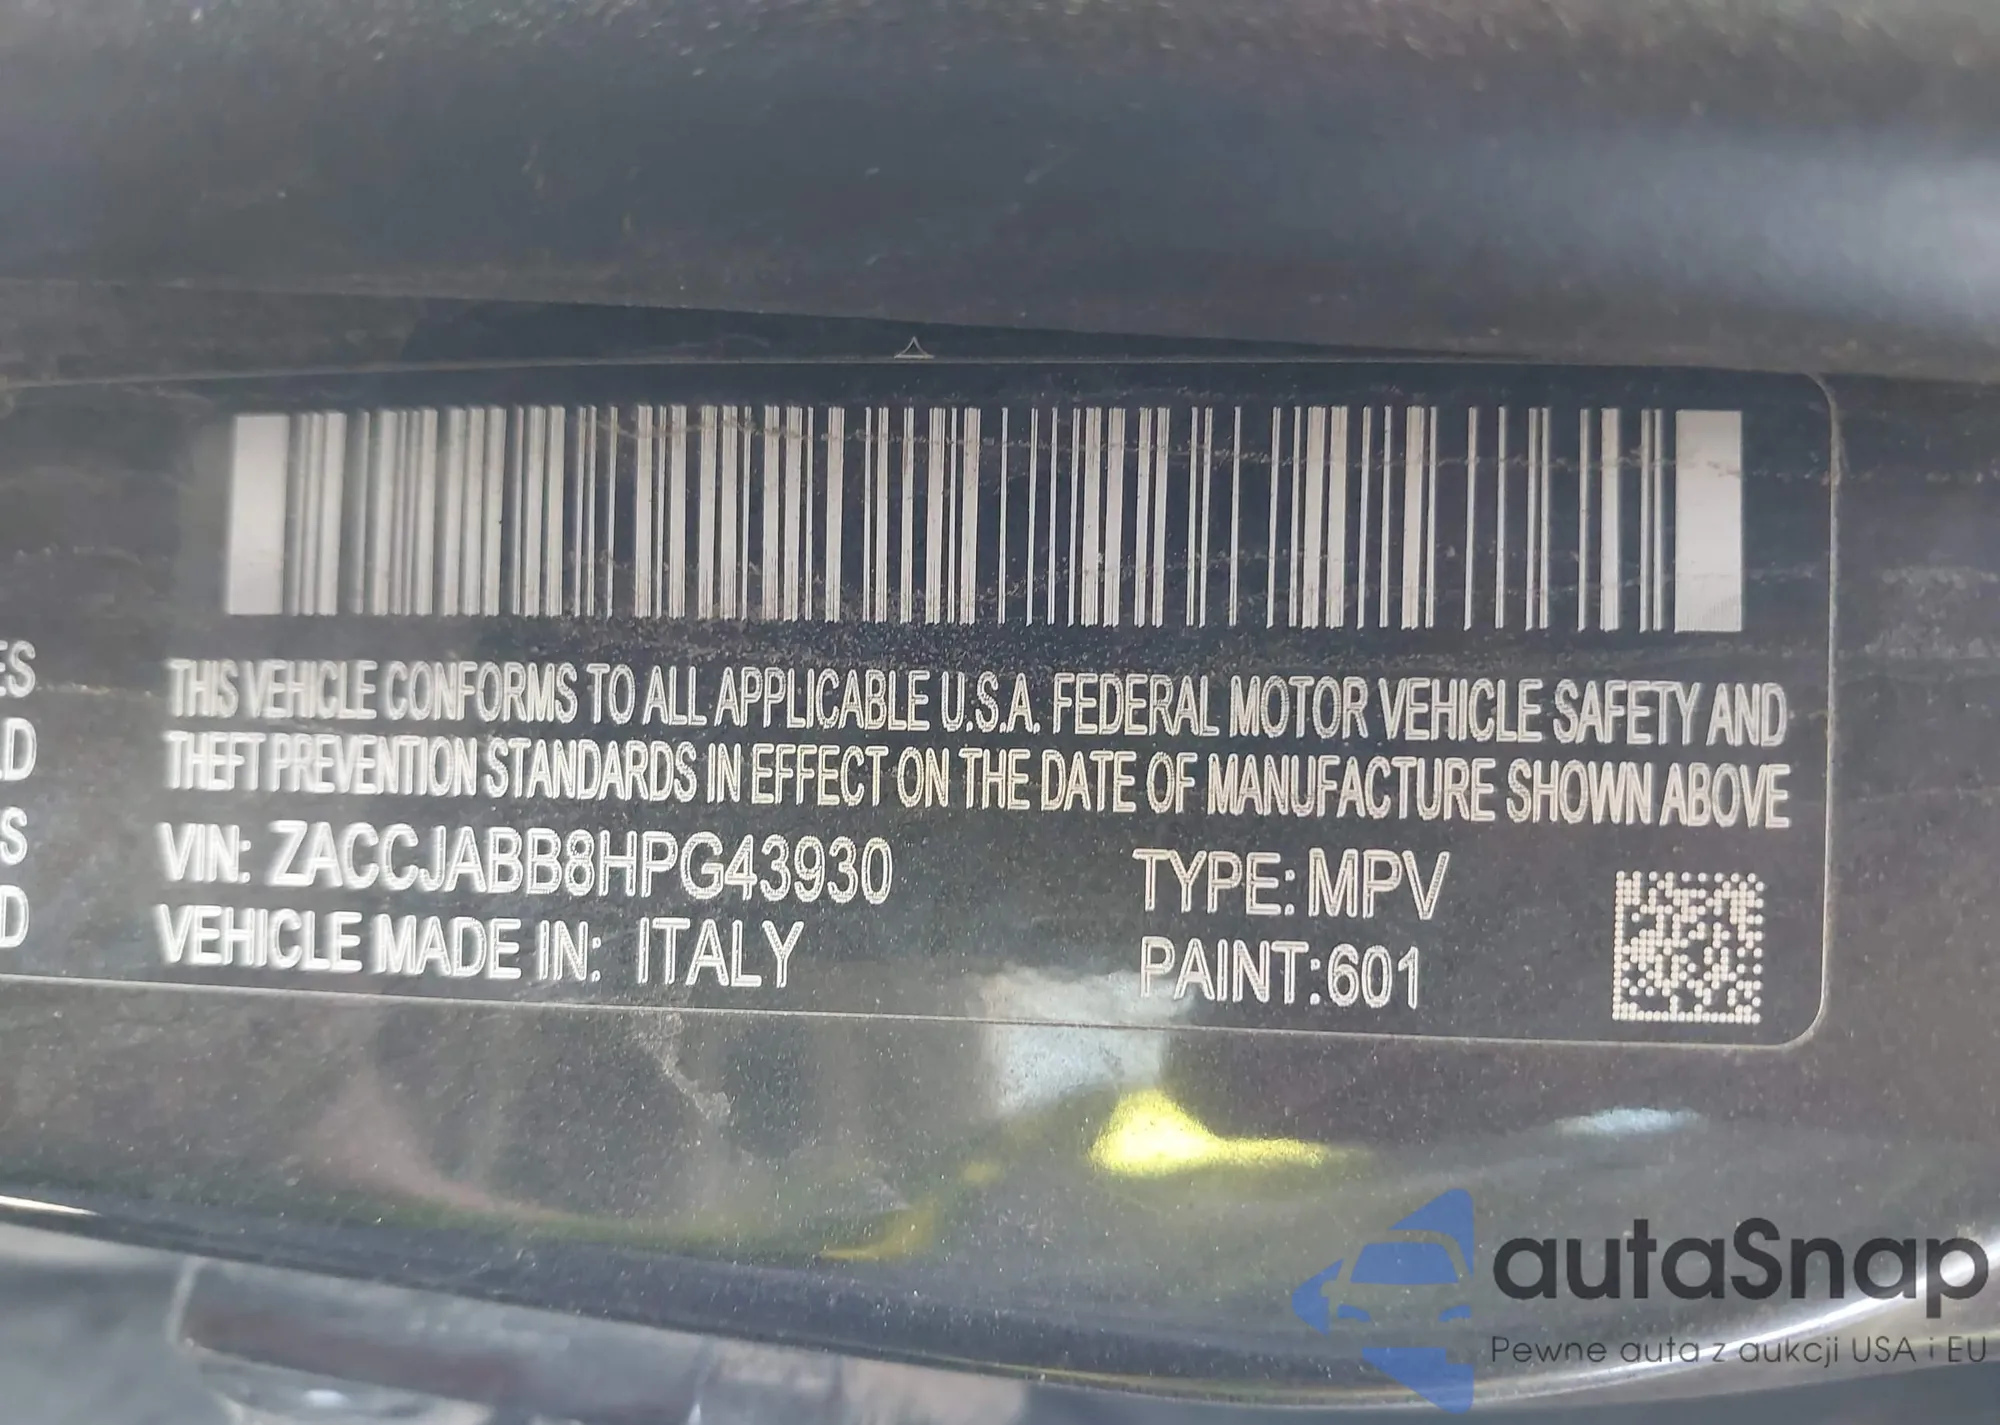 ES
LD
S
D
THIS VEHICLE CONFORMS TO ALL APPLICABLE U.S.A. FEDERAL MOTOR VEHICLE SAFETY AND
THEFT PREVENTION STANDARDS IN EFFECT ON THE DATE OF MANUFACTURE SHOWN ABOVE
VIN: ZACCJABB8HPG43930
TYPE: MPV
VEHICLE MADE IN: ITALY
PAINT:601
autaSnap
Pewne auta z aukcji USA i EU